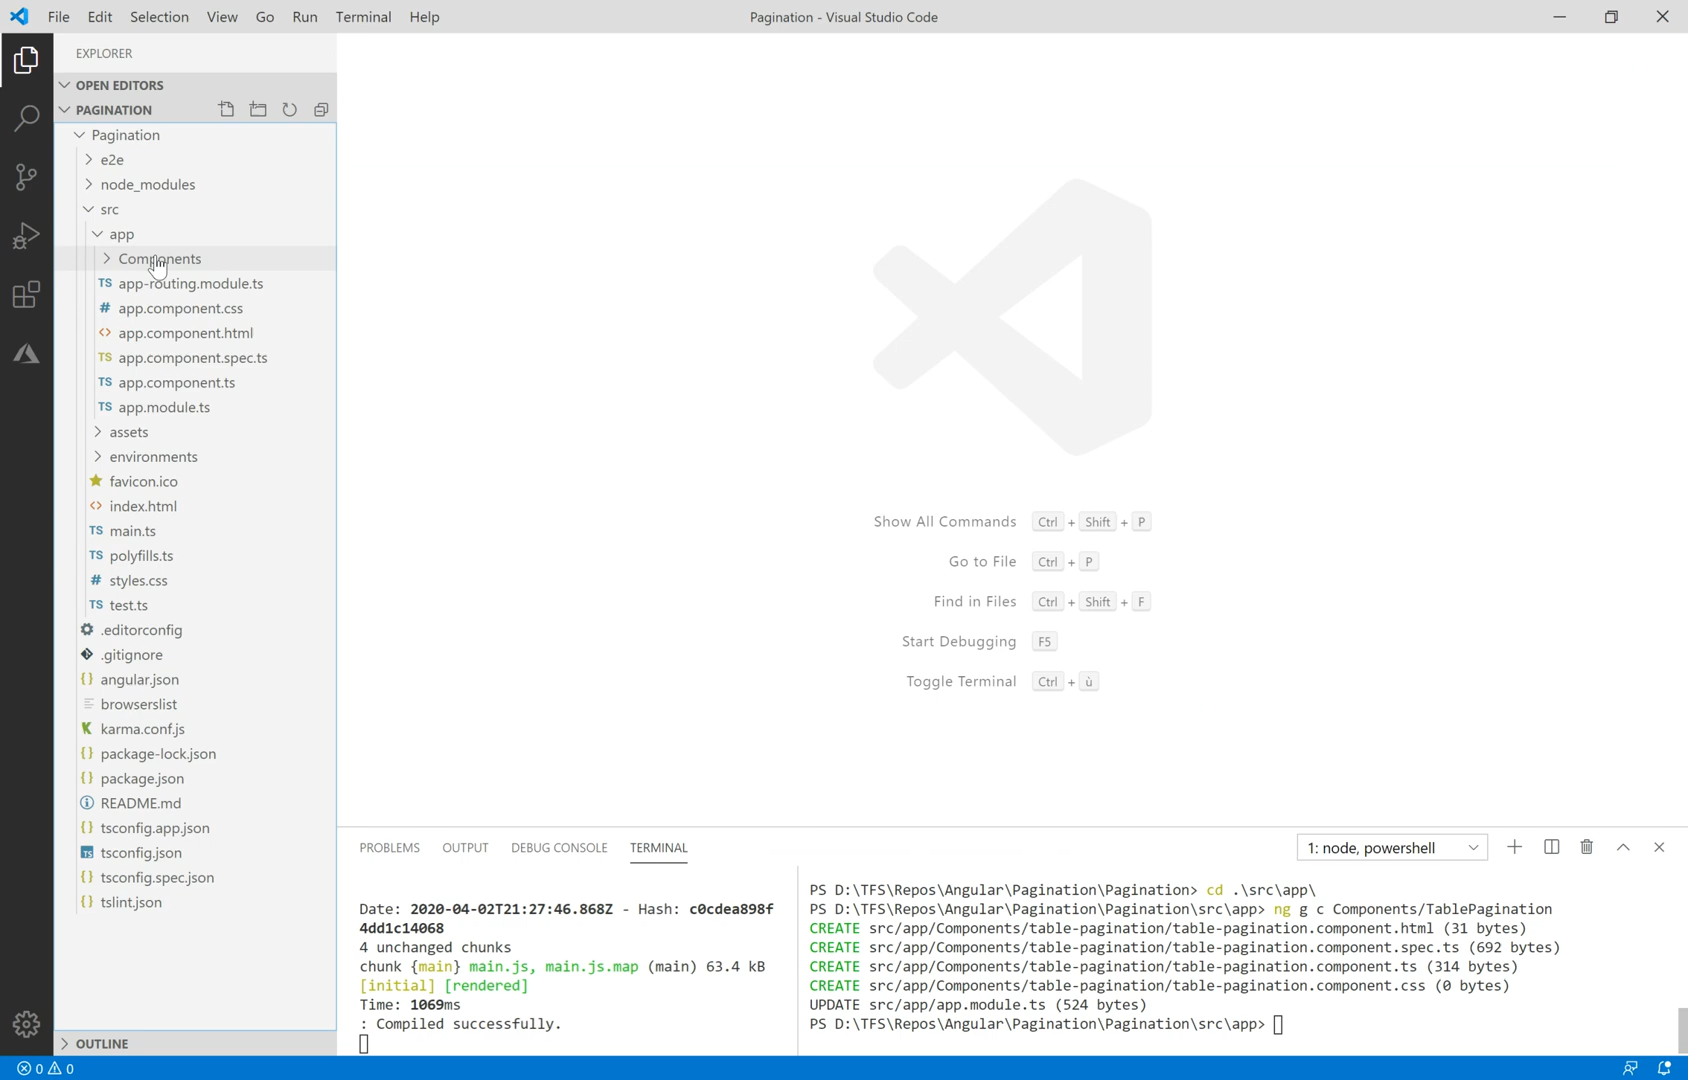 File Edit Selection View Go Run Terminal Help
Pagination - Visual Studio Code
EXPLORER
OPEN EDITORS
PAGINATION
Pagination
e2e
node_modules
src
app
Components
app-routing.module.ts
app.component.css
app.component.html
app.component.spec.ts
app.component.ts
app.module.ts
assets
environments
favicon.ico
index.html
main.ts
polyfills.ts
styles.css
test.ts
.editorconfig
.gitignore
angular.json
browserslist
karma.conf.js
package-lock.json
package.json
README.md
tsconfig.app.json
tsconfig.json
tsconfig.spec.json
tslint.json
OUTLINE
Show All Commands Ctrl + Shift + P
Go to File Ctrl + P
Find in Files Ctrl + Shift + F
Start Debugging F5
Toggle Terminal Ctrl + ù
PROBLEMS OUTPUT DEBUG CONSOLE TERMINAL
1: node, powershell
Date: 2020-04-02T21:27:46.868Z - Hash: c0cdea898f
4dd1c14068
4 unchanged chunks
chunk {main} main.js, main.js.map (main) 63.4 kB
[initial] [rendered]
Time: 1069ms
: Compiled successfully.
PS D:\TFS\Repos\Angular\Pagination\Pagination> cd .\src\app\
PS D:\TFS\Repos\Angular\Pagination\Pagination\src\app> ng g c Components/TablePagination
CREATE src/app/Components/table-pagination/table-pagination.component.html (31 bytes)
CREATE src/app/Components/table-pagination/table-pagination.component.spec.ts (692 bytes)
CREATE src/app/Components/table-pagination/table-pagination.component.ts (314 bytes)
CREATE src/app/Components/table-pagination/table-pagination.component.css (0 bytes)
UPDATE src/app/app.module.ts (524 bytes)
PS D:\TFS\Repos\Angular\Pagination\Pagination\src\app>
0 0